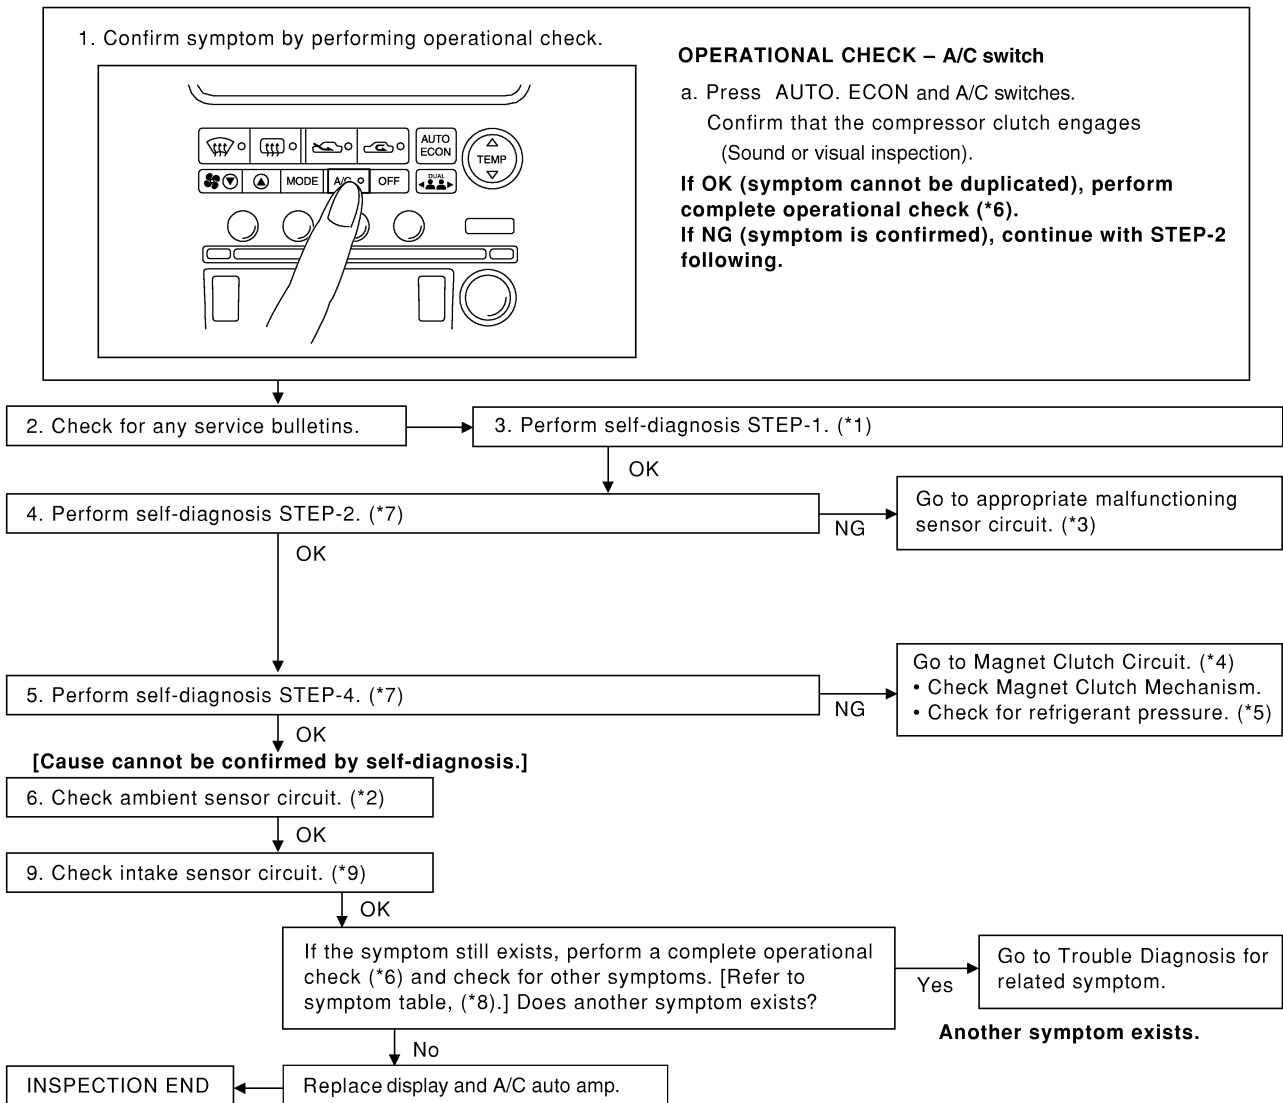 1. Confirm symptom by performing operational check.
AUTO
ECON
TEMP
MODE
A/C
OFF
DUAL
OPERATIONAL CHECK – A/C switch
a. Press AUTO. ECON and A/C switches.
Confirm that the compressor clutch engages
(Sound or visual inspection).
If OK (symptom cannot be duplicated), perform
complete operational check (*6).
If NG (symptom is confirmed), continue with STEP-2
following.
2. Check for any service bulletins.
3. Perform self-diagnosis STEP-1. (*1)
OK
4. Perform self-diagnosis STEP-2. (*7)
NG
Go to appropriate malfunctioning
sensor circuit. (*3)
OK
5. Perform self-diagnosis STEP-4. (*7)
NG
Go to Magnet Clutch Circuit. (*4)
• Check Magnet Clutch Mechanism.
• Check for refrigerant pressure. (*5)
OK
[Cause cannot be confirmed by self-diagnosis.]
6. Check ambient sensor circuit. (*2)
OK
9. Check intake sensor circuit. (*9)
OK
If the symptom still exists, perform a complete operational
check (*6) and check for other symptoms. [Refer to
symptom table, (*8).] Does another symptom exists?
Yes
Go to Trouble Diagnosis for
related symptom.
Another symptom exists.
No
Replace display and A/C auto amp.
INSPECTION END